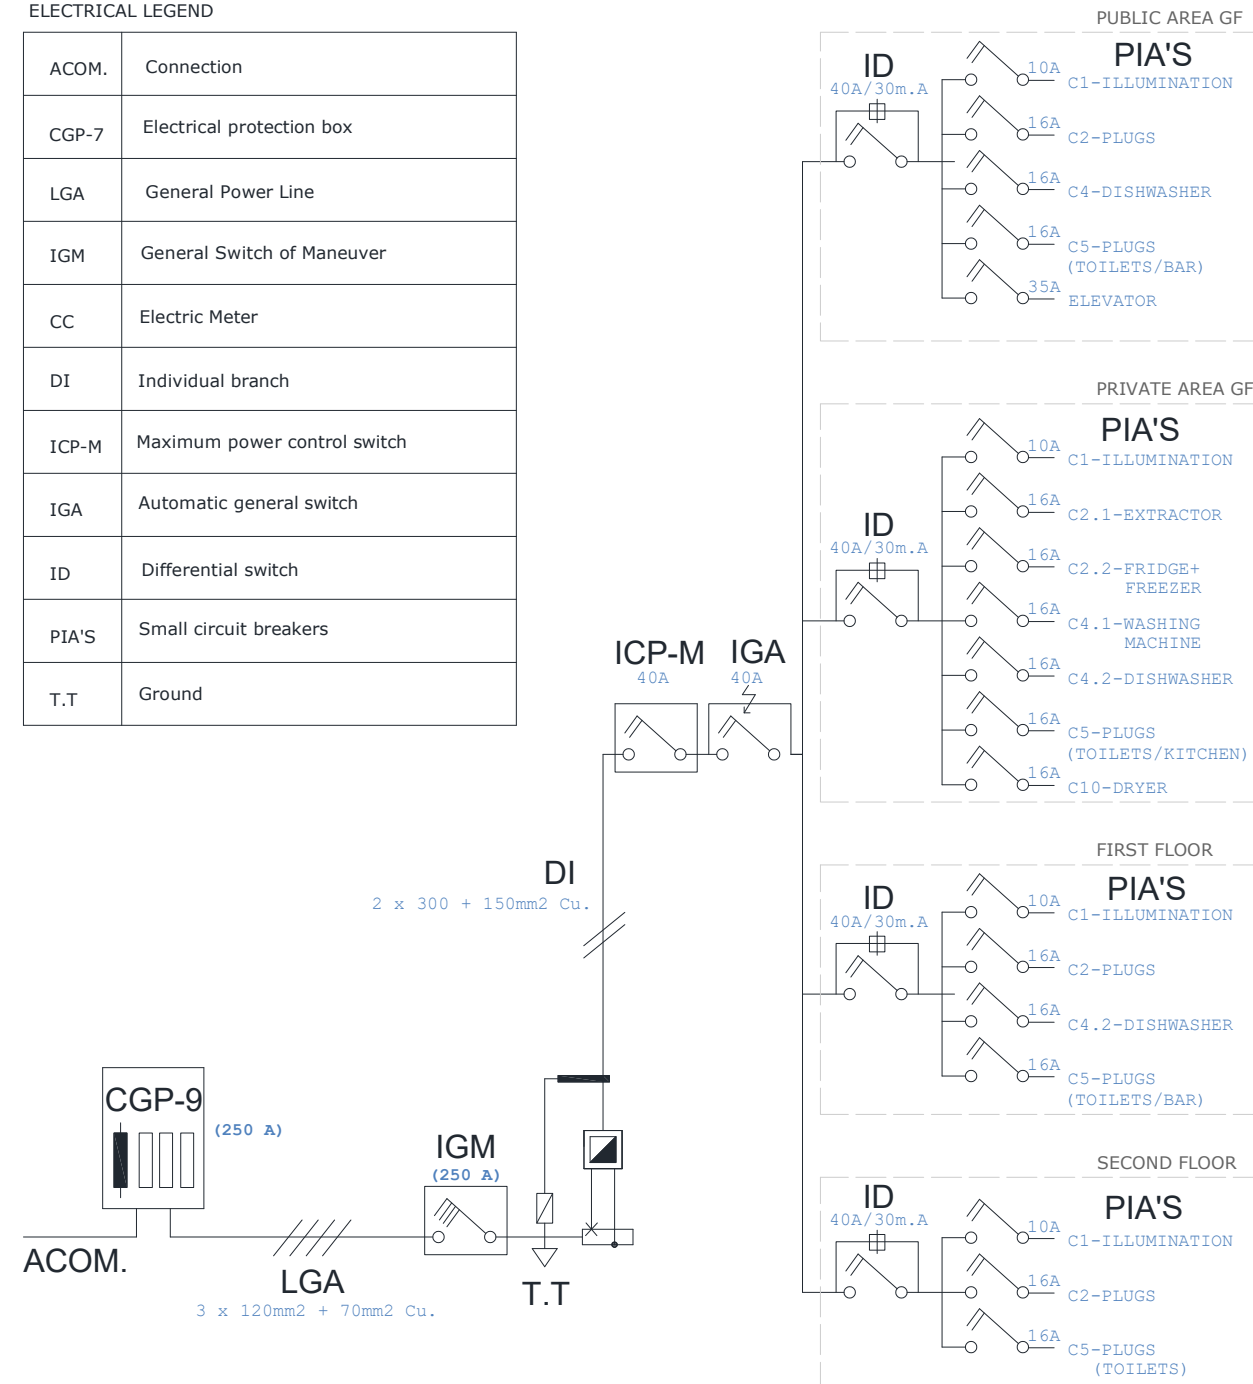 ELECTRICAL LEGEND
ACOM. Connection
CGP-7 Electrical protection box
LGA General Power Line
IGM General Switch of Maneuver
CC Electric Meter
DI Individual branch
ICP-M Maximum power control switch
IGA Automatic general switch
ID Differential switch
PIA'S Small circuit breakers
T.T Ground
CGP-9
(250 A)
ACOM.
LGA
3 x 120mm2 + 70mm2 Cu.
IGM
(250 A)
T.T
DI
2 x 300 + 150mm2 Cu.
ICP-M
40A
IGA
40A
PUBLIC AREA GF
ID
40A/30m.A
PIA'S
10A
C1-ILLUMINATION
16A
C2-PLUGS
16A
C4-DISHWASHER
16A
C5-PLUGS
(TOILETS/BAR)
35A
ELEVATOR
PRIVATE AREA GF
ID
40A/30m.A
PIA'S
10A
C1-ILLUMINATION
16A
C2.1-EXTRACTOR
16A
C2.2-FRIDGE+
FREEZER
16A
C4.1-WASHING
MACHINE
16A
C4.2-DISHWASHER
16A
C5-PLUGS
(TOILETS/KITCHEN)
16A
C10-DRYER
FIRST FLOOR
ID
40A/30m.A
PIA'S
10A
C1-ILLUMINATION
16A
C2-PLUGS
16A
C4.2-DISHWASHER
16A
C5-PLUGS
(TOILETS/BAR)
SECOND FLOOR
ID
40A/30m.A
PIA'S
10A
C1-ILLUMINATION
16A
C2-PLUGS
16A
C5-PLUGS
(TOILETS)